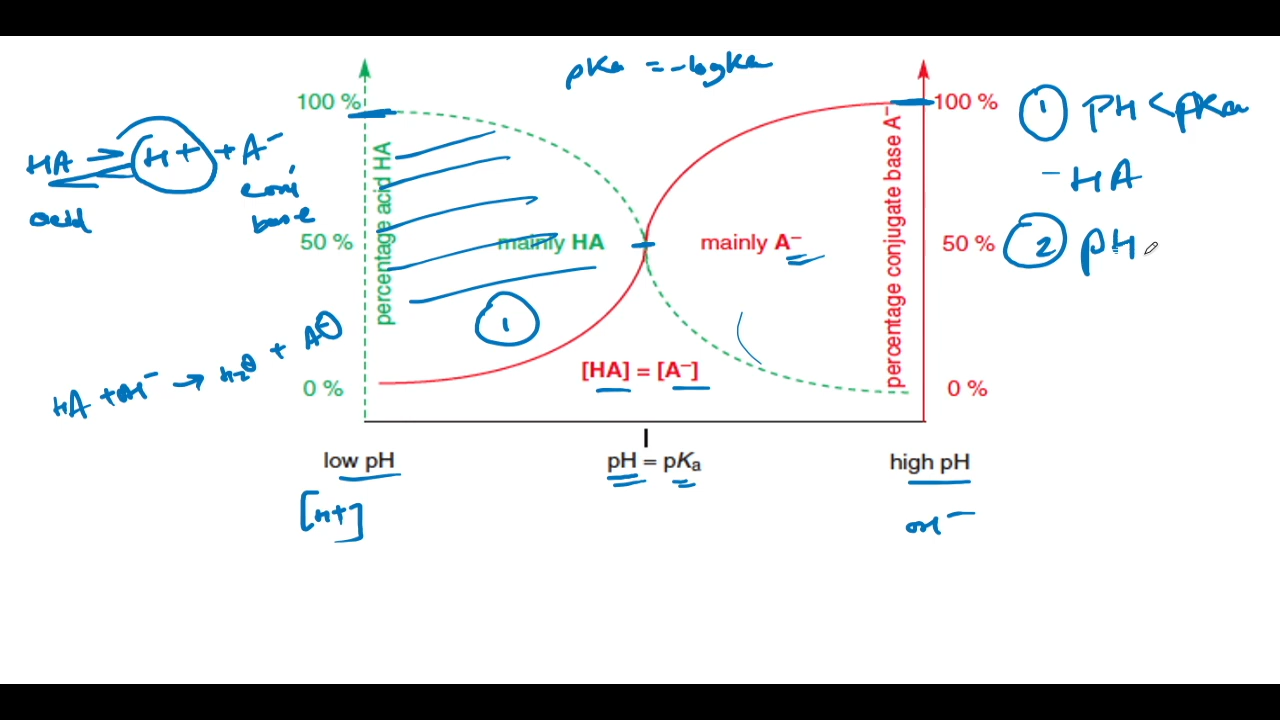 pKa = -logKa
100 %
100 %
① PH < pKa
HA ⇌ H+ + A⁻
acid
conj
base
- HA
percentage acid HA
percentage conjugate base A⁻
50 %
mainly HA
mainly A⁻
50 %
② pH
①
HA + OH⁻ → H2O + A⊖
[HA] = [A⁻]
0 %
0 %
low pH
pH = pKa
high pH
[H+]
OH⁻